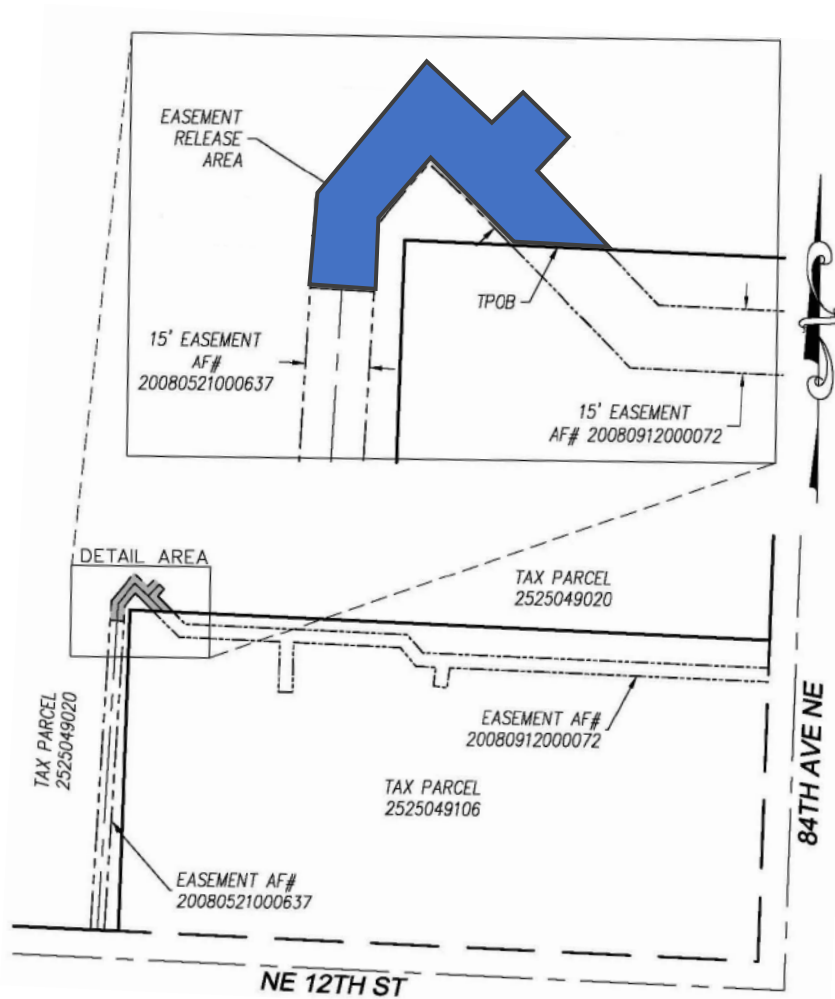 EASEMENT
RELEASE
AREA
TPOB
15' EASEMENT
AF#
20080521000637
15' EASEMENT
AF# 20080912000072
DETAIL AREA
TAX PARCEL
2525049020
TAX PARCEL
2525049020
EASEMENT AF#
20080912000072
TAX PARCEL
2525049106
84TH AVE NE
EASEMENT AF#
20080521000637
NE 12TH ST